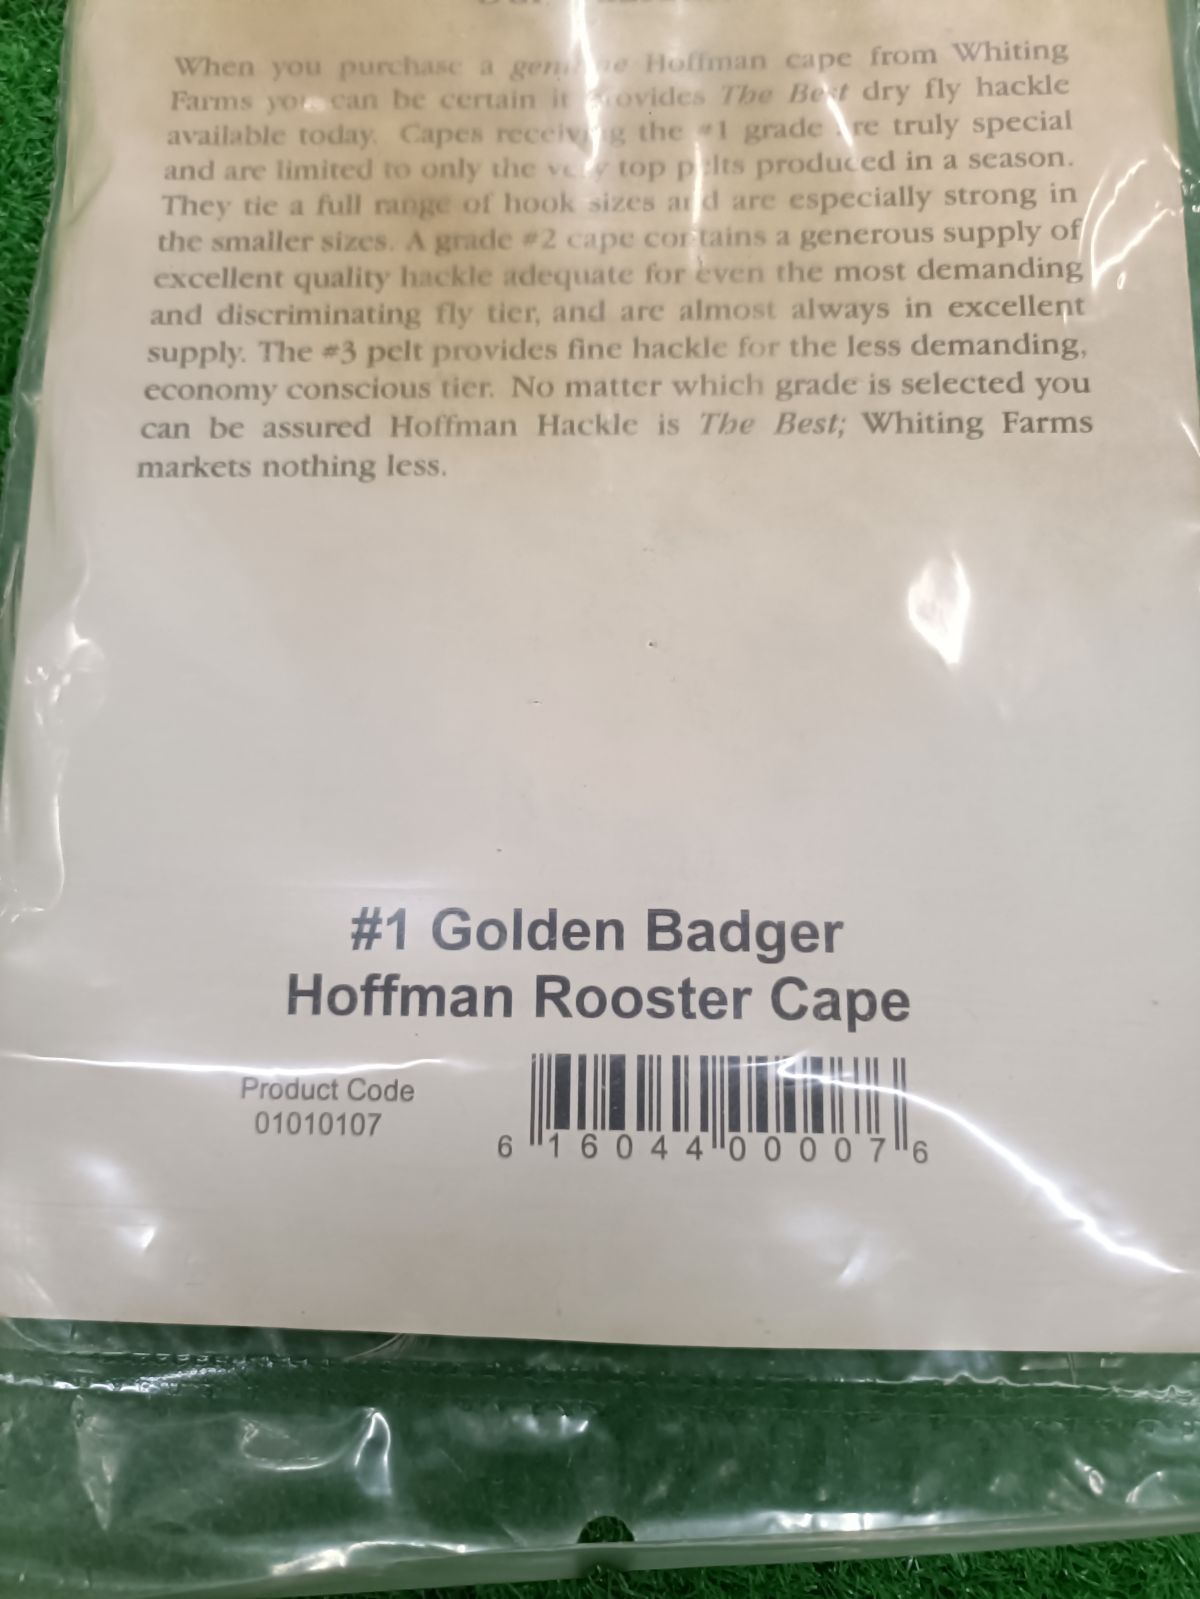 When you purchase a genuine Hoffman cape from Whiting
Farms you can be certain it provides The Best dry fly hackle
available today. Capes receiving the #1 grade are truly special
and are limited to only the very top pelts produced in a season.
They tie a full range of hook sizes and are especially strong in
the smaller sizes. A grade #2 cape contains a generous supply of
excellent quality hackle adequate for even the most demanding
and discriminating fly tier, and are almost always in excellent
supply. The #3 pelt provides fine hackle for the less demanding,
economy conscious tier. No matter which grade is selected you
can be assured Hoffman Hackle is The Best; Whiting Farms
markets nothing less.
#1 Golden Badger
Hoffman Rooster Cape
Product Code
01010107
6 16044 00007 6